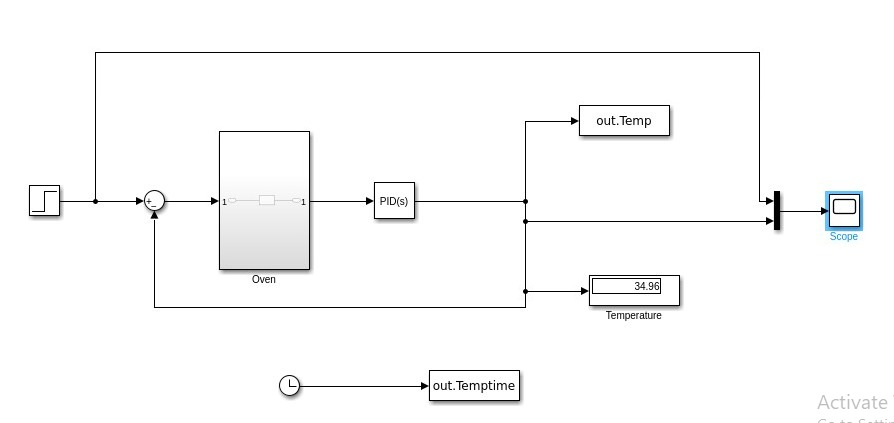 out.Temp
+
−
1
1
PID(s)
Scope
Oven
34.96
Temperature
out.Temptime
Activate